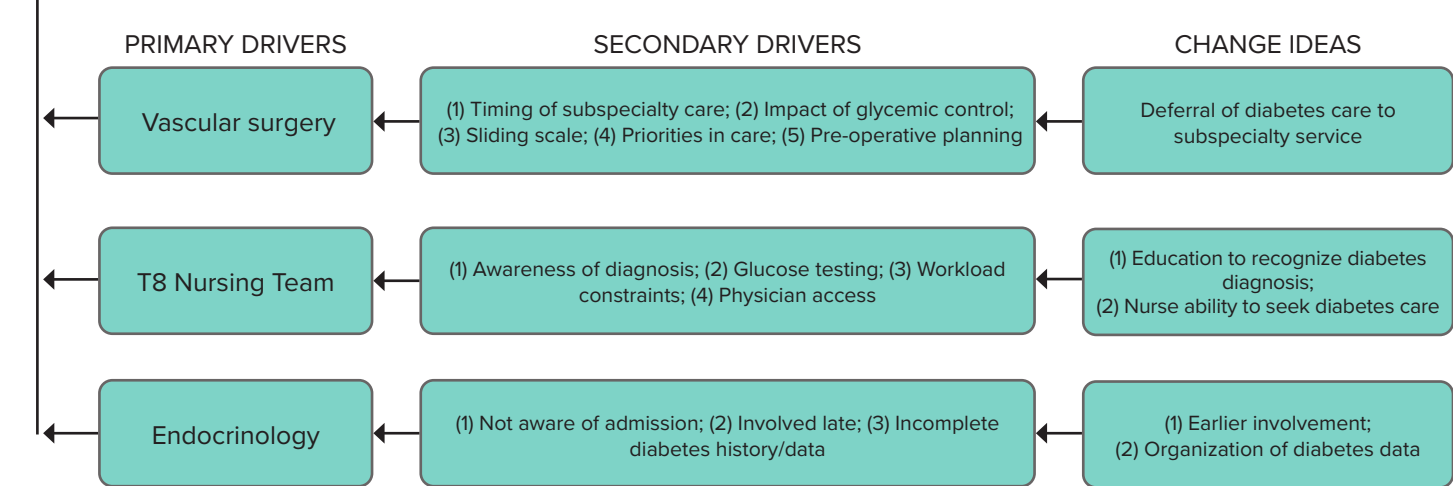 PRIMARY DRIVERS
SECONDARY DRIVERS
CHANGE IDEAS
Vascular surgery
(1) Timing of subspecialty care; (2) Impact of glycemic control;
(3) Sliding scale; (4) Priorities in care; (5) Pre-operative planning
Deferral of diabetes care to
subspecialty service
T8 Nursing Team
(1) Awareness of diagnosis; (2) Glucose testing; (3) Workload
constraints; (4) Physician access
(1) Education to recognize diabetes
diagnosis;
(2) Nurse ability to seek diabetes care
Endocrinology
(1) Not aware of admission; (2) Involved late; (3) Incomplete
diabetes history/data
(1) Earlier involvement;
(2) Organization of diabetes data